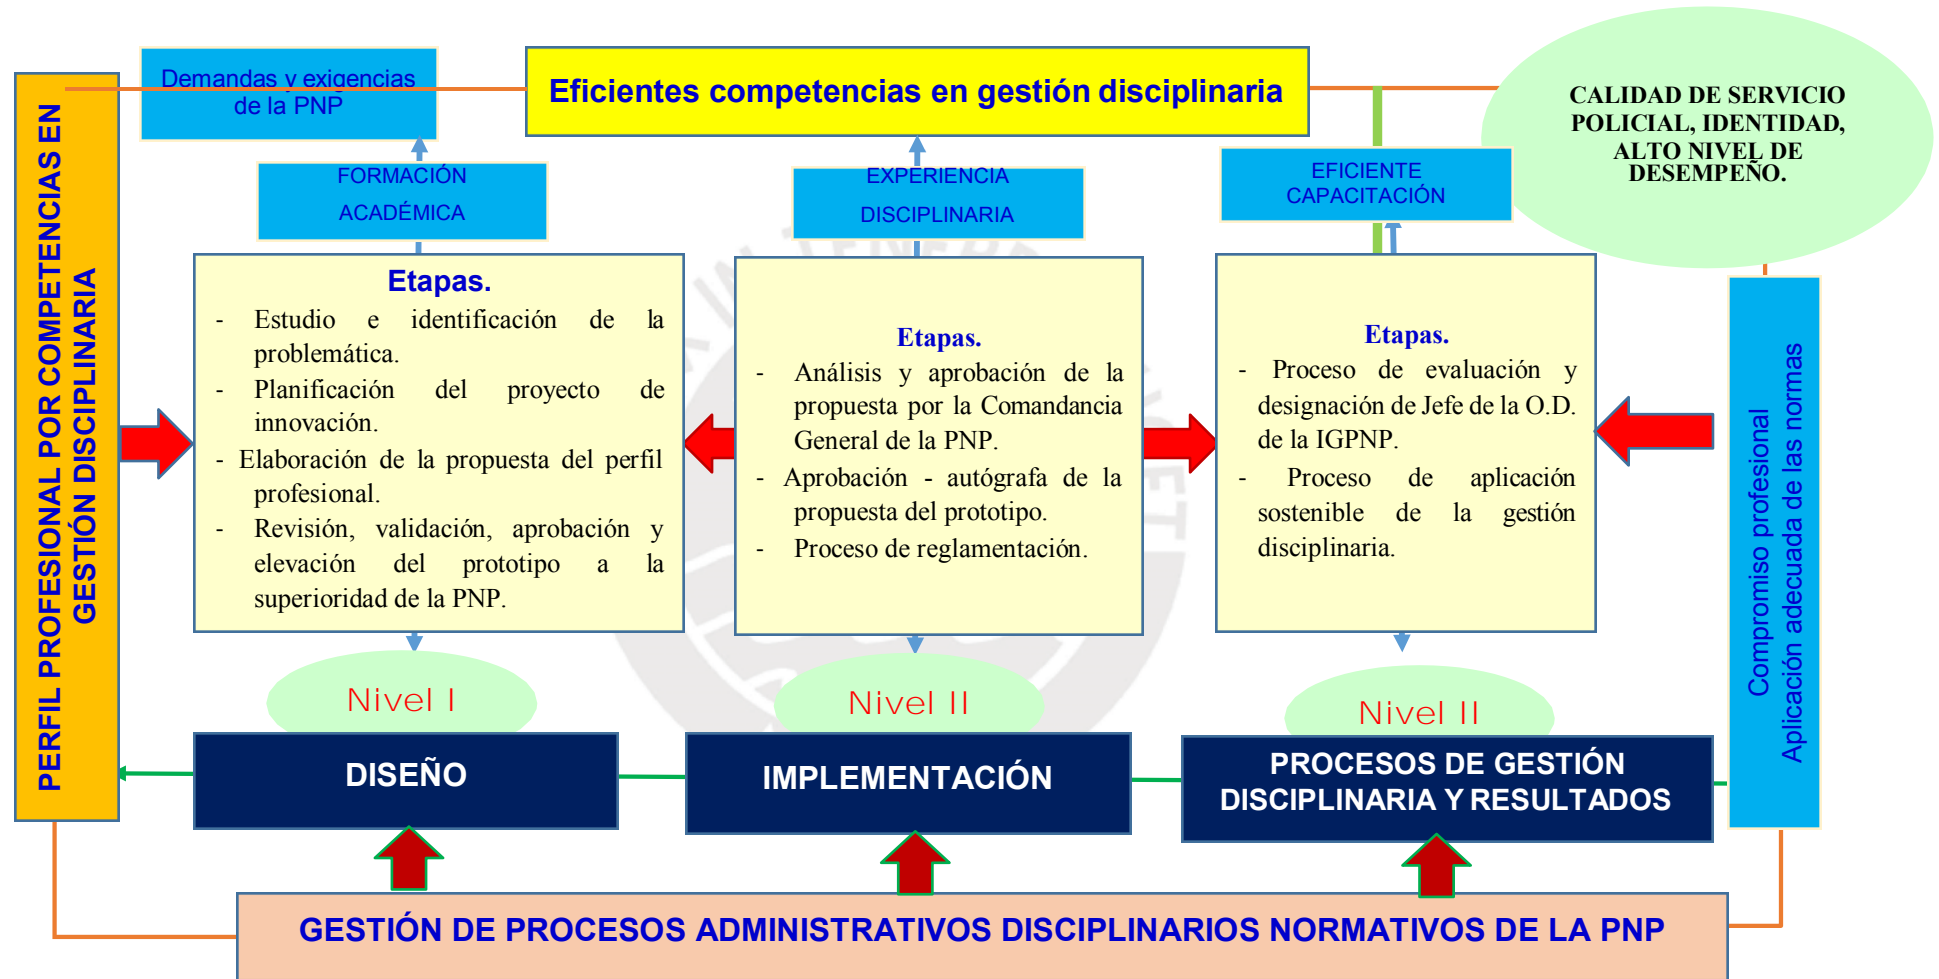 Demandas y exigencias
de la PNP
Eficientes competencias en gestión disciplinaria
CALIDAD DE SERVICIO
POLICIAL, IDENTIDAD,
ALTO NIVEL DE
DESEMPEÑO.
PERFIL PROFESIONAL POR COMPETENCIAS EN
GESTIÓN DISCIPLINARIA
FORMACIÓN
ACADÉMICA
EXPERIENCIA
DISCIPLINARIA
EFICIENTE
CAPACITACIÓN
Etapas.
- Estudio e identificación de la
problemática.
- Planificación del proyecto de
innovación.
- Elaboración de la propuesta del perfil
profesional.
- Revisión, validación, aprobación y
elevación del prototipo a la
superioridad de la PNP.
Etapas.
- Análisis y aprobación de la
propuesta por la Comandancia
General de la PNP.
- Aprobación - autógrafa de la
propuesta del prototipo.
- Proceso de reglamentación.
Etapas.
- Proceso de evaluación y
designación de Jefe de la O.D.
de la IGPNP.
- Proceso de aplicación
sostenible de la gestión
disciplinaria.
Compromiso profesional
Aplicación adecuada de las normas
Nivel I
Nivel II
Nivel II
DISEÑO
IMPLEMENTACIÓN
PROCESOS DE GESTIÓN
DISCIPLINARIA Y RESULTADOS
GESTIÓN DE PROCESOS ADMINISTRATIVOS DISCIPLINARIOS NORMATIVOS DE LA PNP